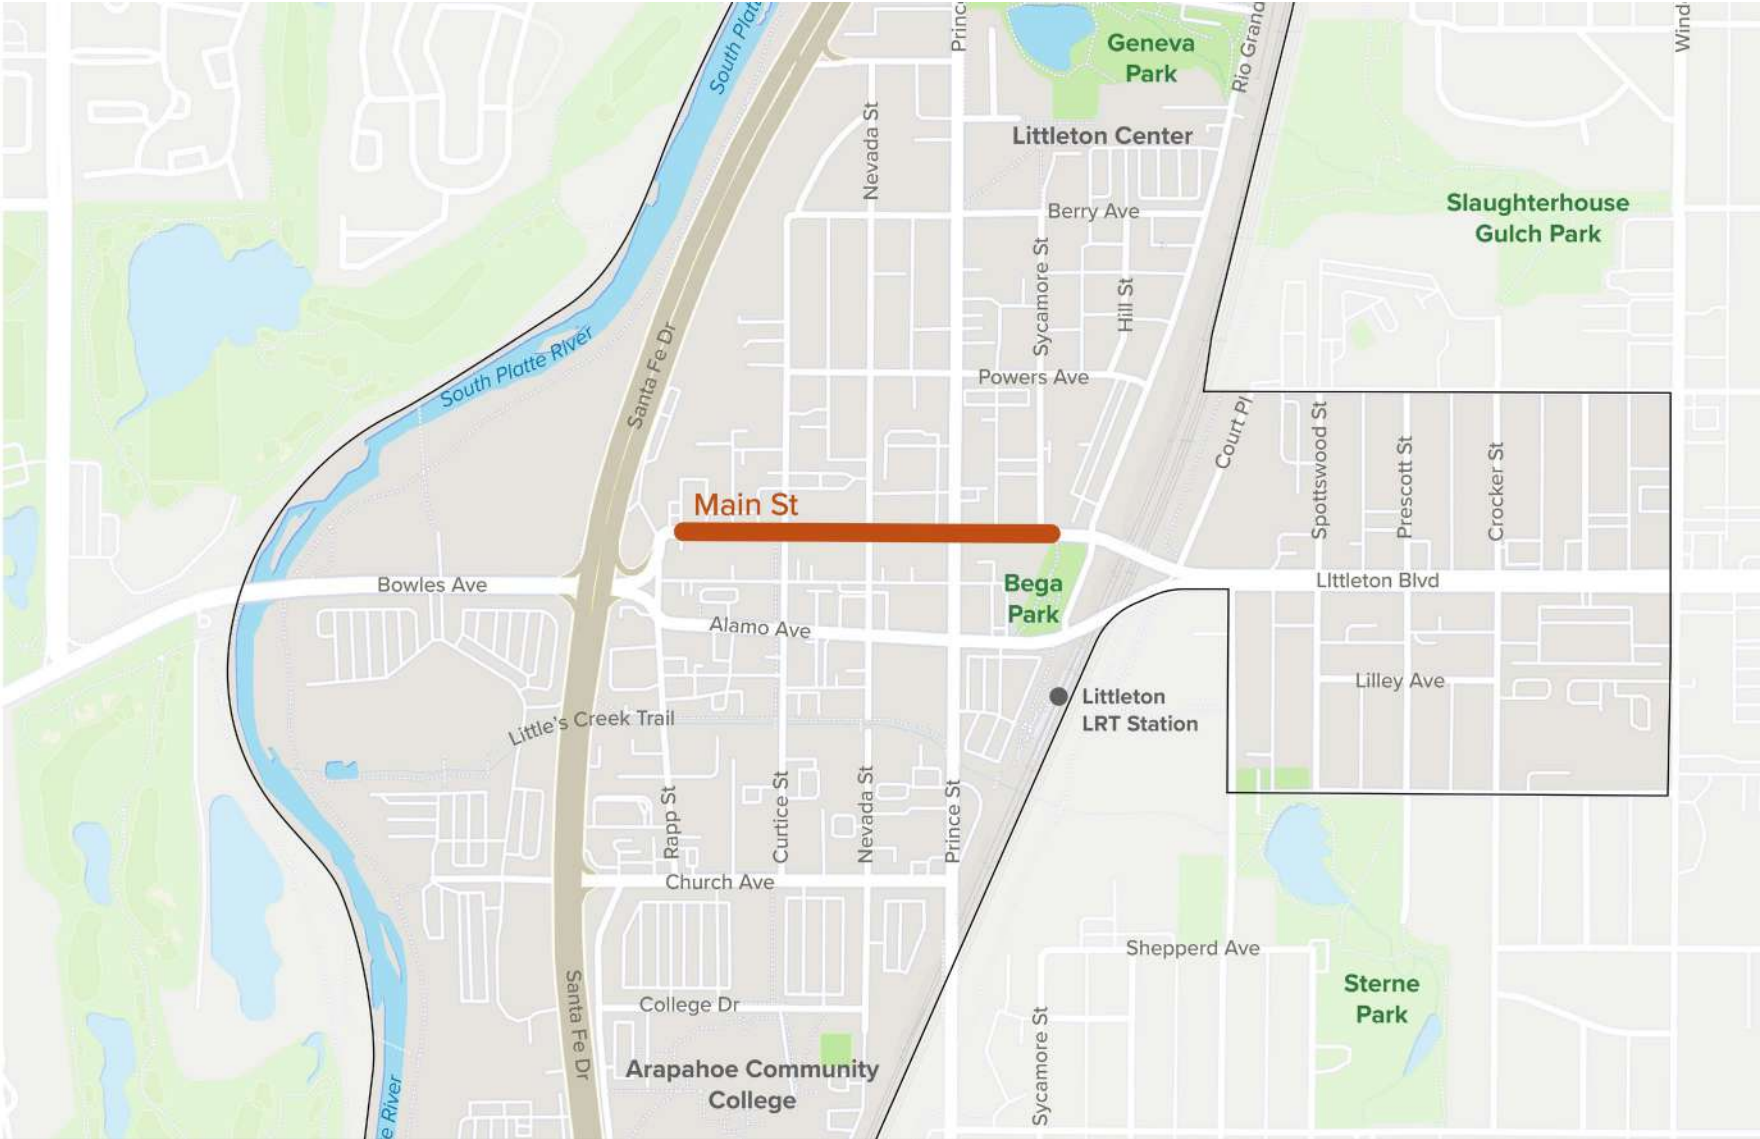 South Platt
Princ
Geneva
Park
Rio Grand
Wind
Nevada St
Littleton Center
Slaughterhouse
Gulch Park
Berry Ave
Sycamore St
Hill St
South Platte River
Santa Fe Dr
Powers Ave
Court Pl
Spottswood St
Prescott St
Crocker St
Main St
Bowles Ave
Bega
Park
LIttleton Blvd
Alamo Ave
Lilley Ave
Littleton
LRT Station
Little's Creek Trail
Rapp St
Curtice St
Nevada St
Prince St
Church Ave
Shepperd Ave
Sterne
Park
Santa Fe Dr
College Dr
Sycamore St
Arapahoe Community
College
e River